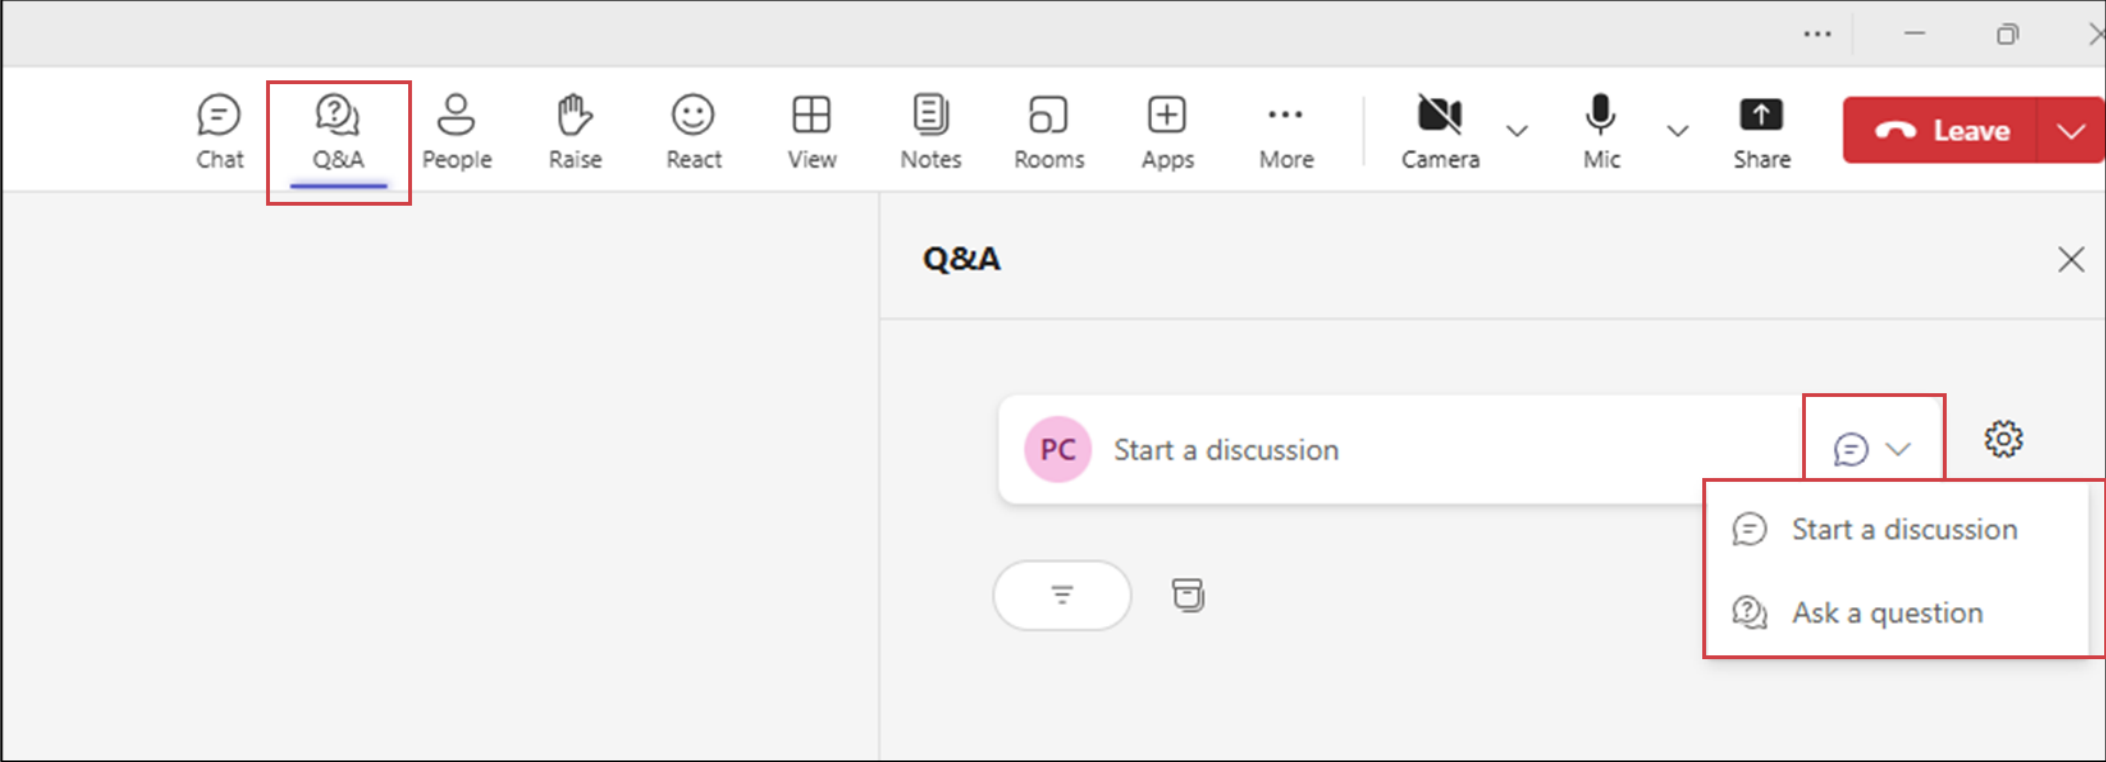 Chat Q&A People Raise React View Notes Rooms Apps More Camera Mic Share Leave
Q&A
PC Start a discussion
Start a discussion
Ask a question